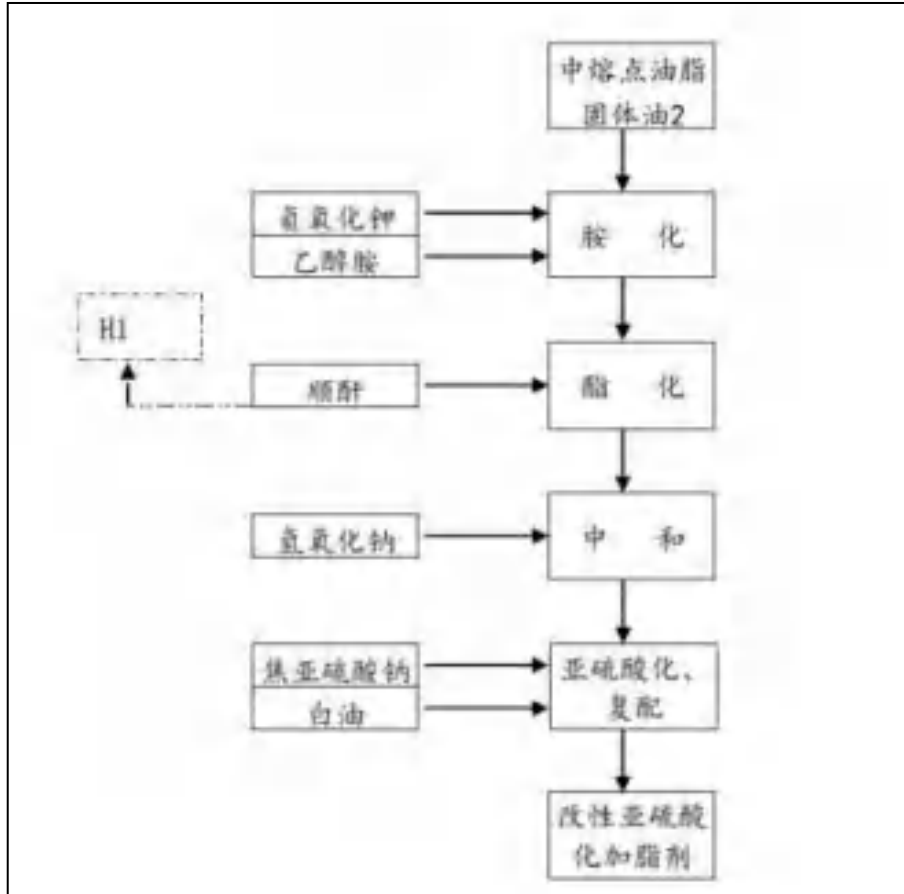 中熔点油脂
固体油2
氢氧化钾
乙醇胺
胺 化
H1
顺酐
酯 化
氢氧化钠
中 和
焦亚硫酸钠
白油
亚硫酸化、
复配
改性亚硫酸
化加脂剂